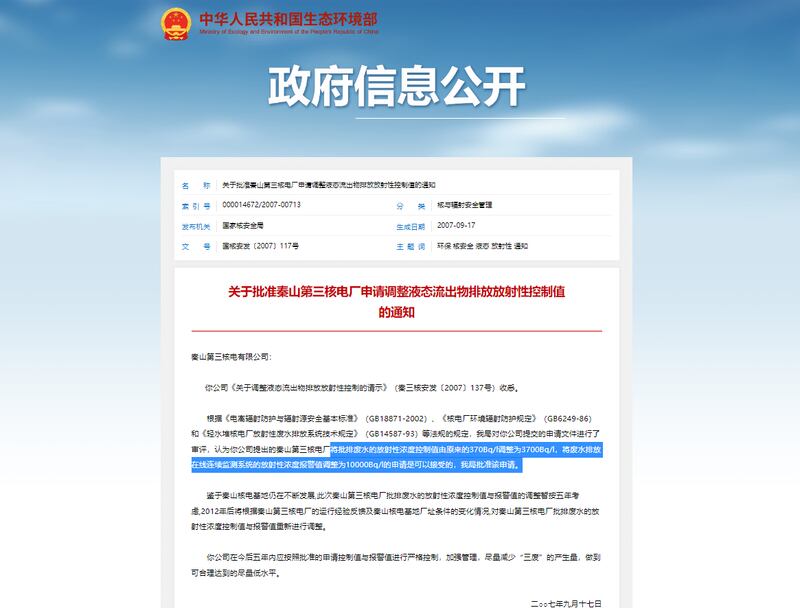 中华人民共和国生态环境部
Ministry of Ecology and Environment of the People's Republic of China
政府信息公开
名 称 关于批准秦山第三核电厂申请调整液态流出物排放放射性控制值的通知
索 引 号 000014672/2007-00713 分 类 核与辐射安全管理
发布机关 国家核安全局 生成日期 2007-09-17
文 号 国核安发〔2007〕117号 主 题 词 环保 核安全 液态 放射性 通知
关于批准秦山第三核电厂申请调整液态流出物排放放射性控制值
的通知
秦山第三核电有限公司：
你公司《关于调整液态流出物排放放射性控制的请示》（秦三核安发〔2007〕137号）收悉。
根据《电离辐射防护与辐射源安全基本标准》（GB18871-2002）、《核电厂环境辐射防护规定》（GB6249-86）
和《轻水堆核电厂放射性废水排放系统技术规定》（GB14587-93）等法规的规定，我局对你公司提交的申请文件进行了
审评，认为你公司提出的秦山第三核电厂将批排废水的放射性浓度控制值由原来的370Bq/l调整为3700Bq/l，将废水排放
在线连续监测系统的放射性浓度报警值调整为10000Bq/l的申请是可以接受的，我局批准该申请。
鉴于秦山核电基地仍在不断发展,此次秦山第三核电厂批排废水的放射性浓度控制值与报警值的调整暂按五年考
虑,2012年后将根据秦山第三核电厂的运行经验反馈及秦山核电基地厂址条件的变化情况,对秦山第三核电厂批排废水的放
射性浓度控制值与报警值重新进行调整。
你公司在今后五年内应按照批准的申请控制值与报警值进行严格控制，加强管理，尽量减少“三废”的产生量，做到
可合理达到的尽量低水平。
二○○七年九月十七日